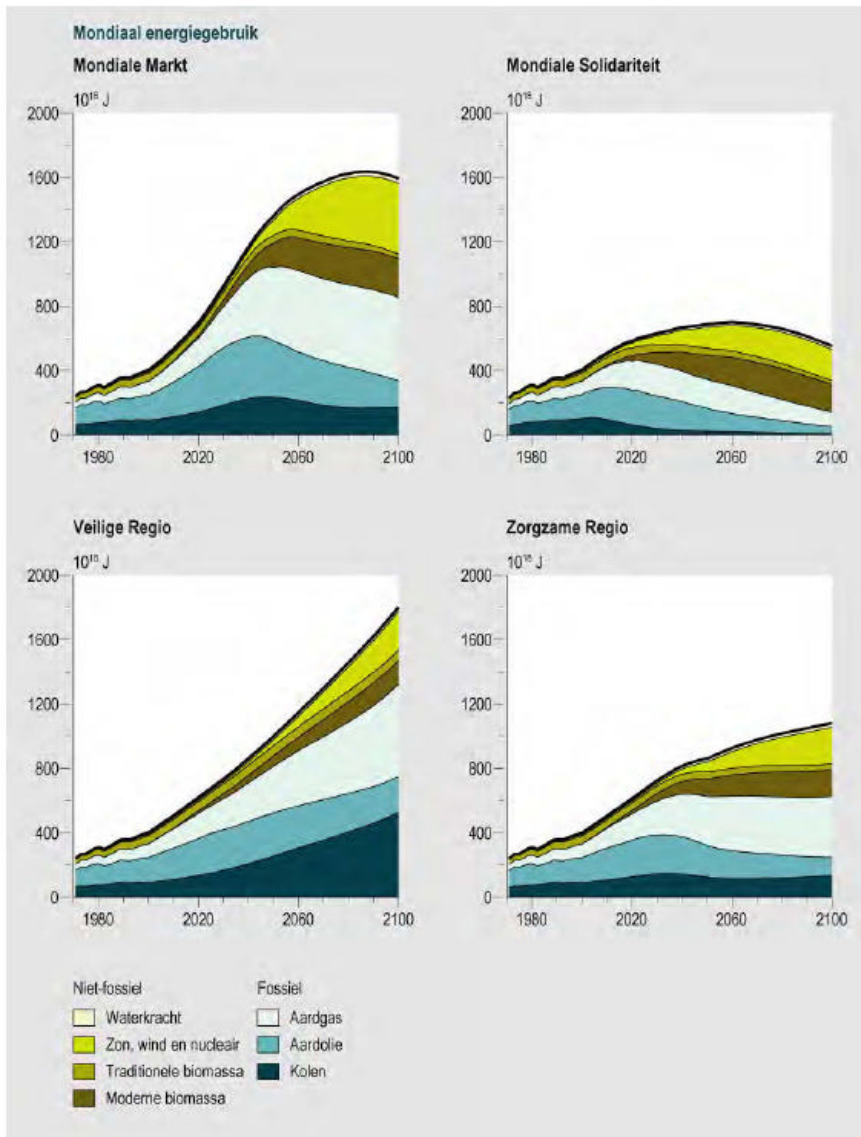 Mondiaal energiegebruik
Mondiale Markt
10¹⁸ J
2000
1600
1200
800
400
0
1980 2020 2060 2100
Mondiale Solidariteit
10¹⁸ J
2000
1600
1200
800
400
0
1980 2020 2060 2100
Veilige Regio
10¹⁸ J
2000
1600
1200
800
400
0
1980 2020 2060 2100
Zorgzame Regio
10¹⁸ J
2000
1600
1200
800
400
0
1980 2020 2060 2100
Niet-fossiel
Waterkracht
Zon, wind en nucleair
Traditionele biomassa
Moderne biomassa
Fossiel
Aardgas
Aardolie
Kolen